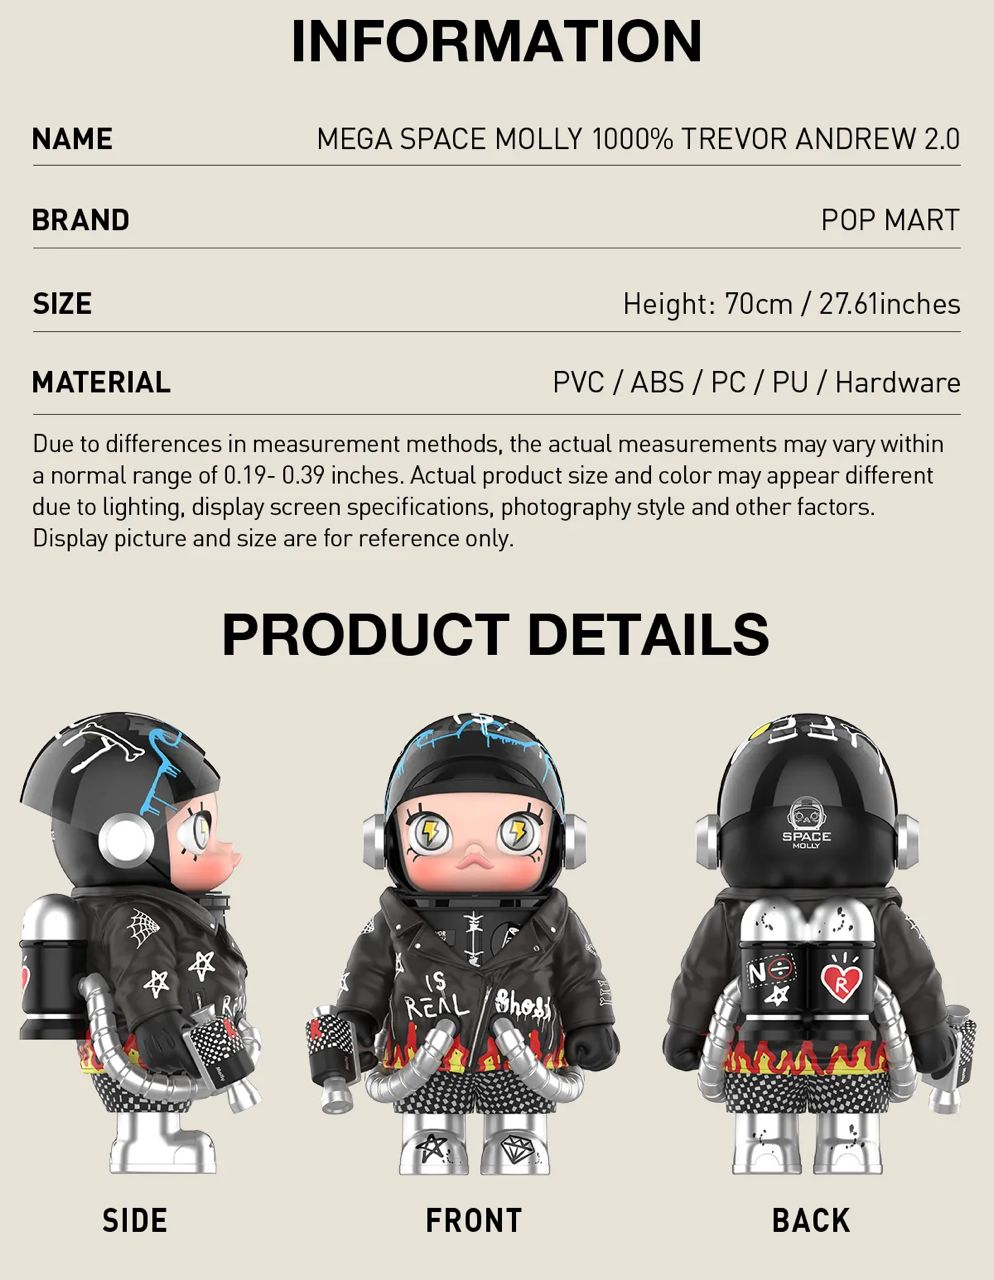 INFORMATION
NAME MEGA SPACE MOLLY 1000% TREVOR ANDREW 2.0
BRAND POP MART
SIZE Height: 70cm / 27.61inches
MATERIAL PVC / ABS / PC / PU / Hardware
Due to differences in measurement methods, the actual measurements may vary within
a normal range of 0.19- 0.39 inches. Actual product size and color may appear different
due to lighting, display screen specifications, photography style and other factors.
Display picture and size are for reference only.
PRODUCT DETAILS
SPACE
MOLLY
IS
REAL
Ghost
R
SIDE
FRONT
BACK